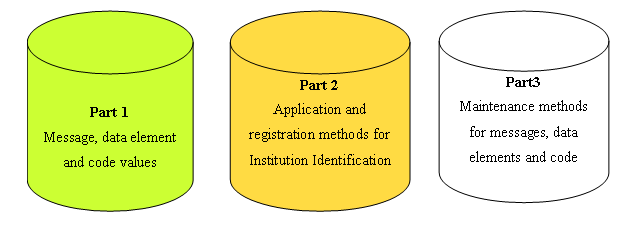 Part 1
Message, data element
and code values
Part 2
Application and
registration methods for
Institution Identification
Part3
Maintenance methods
for messages, data
elements and code